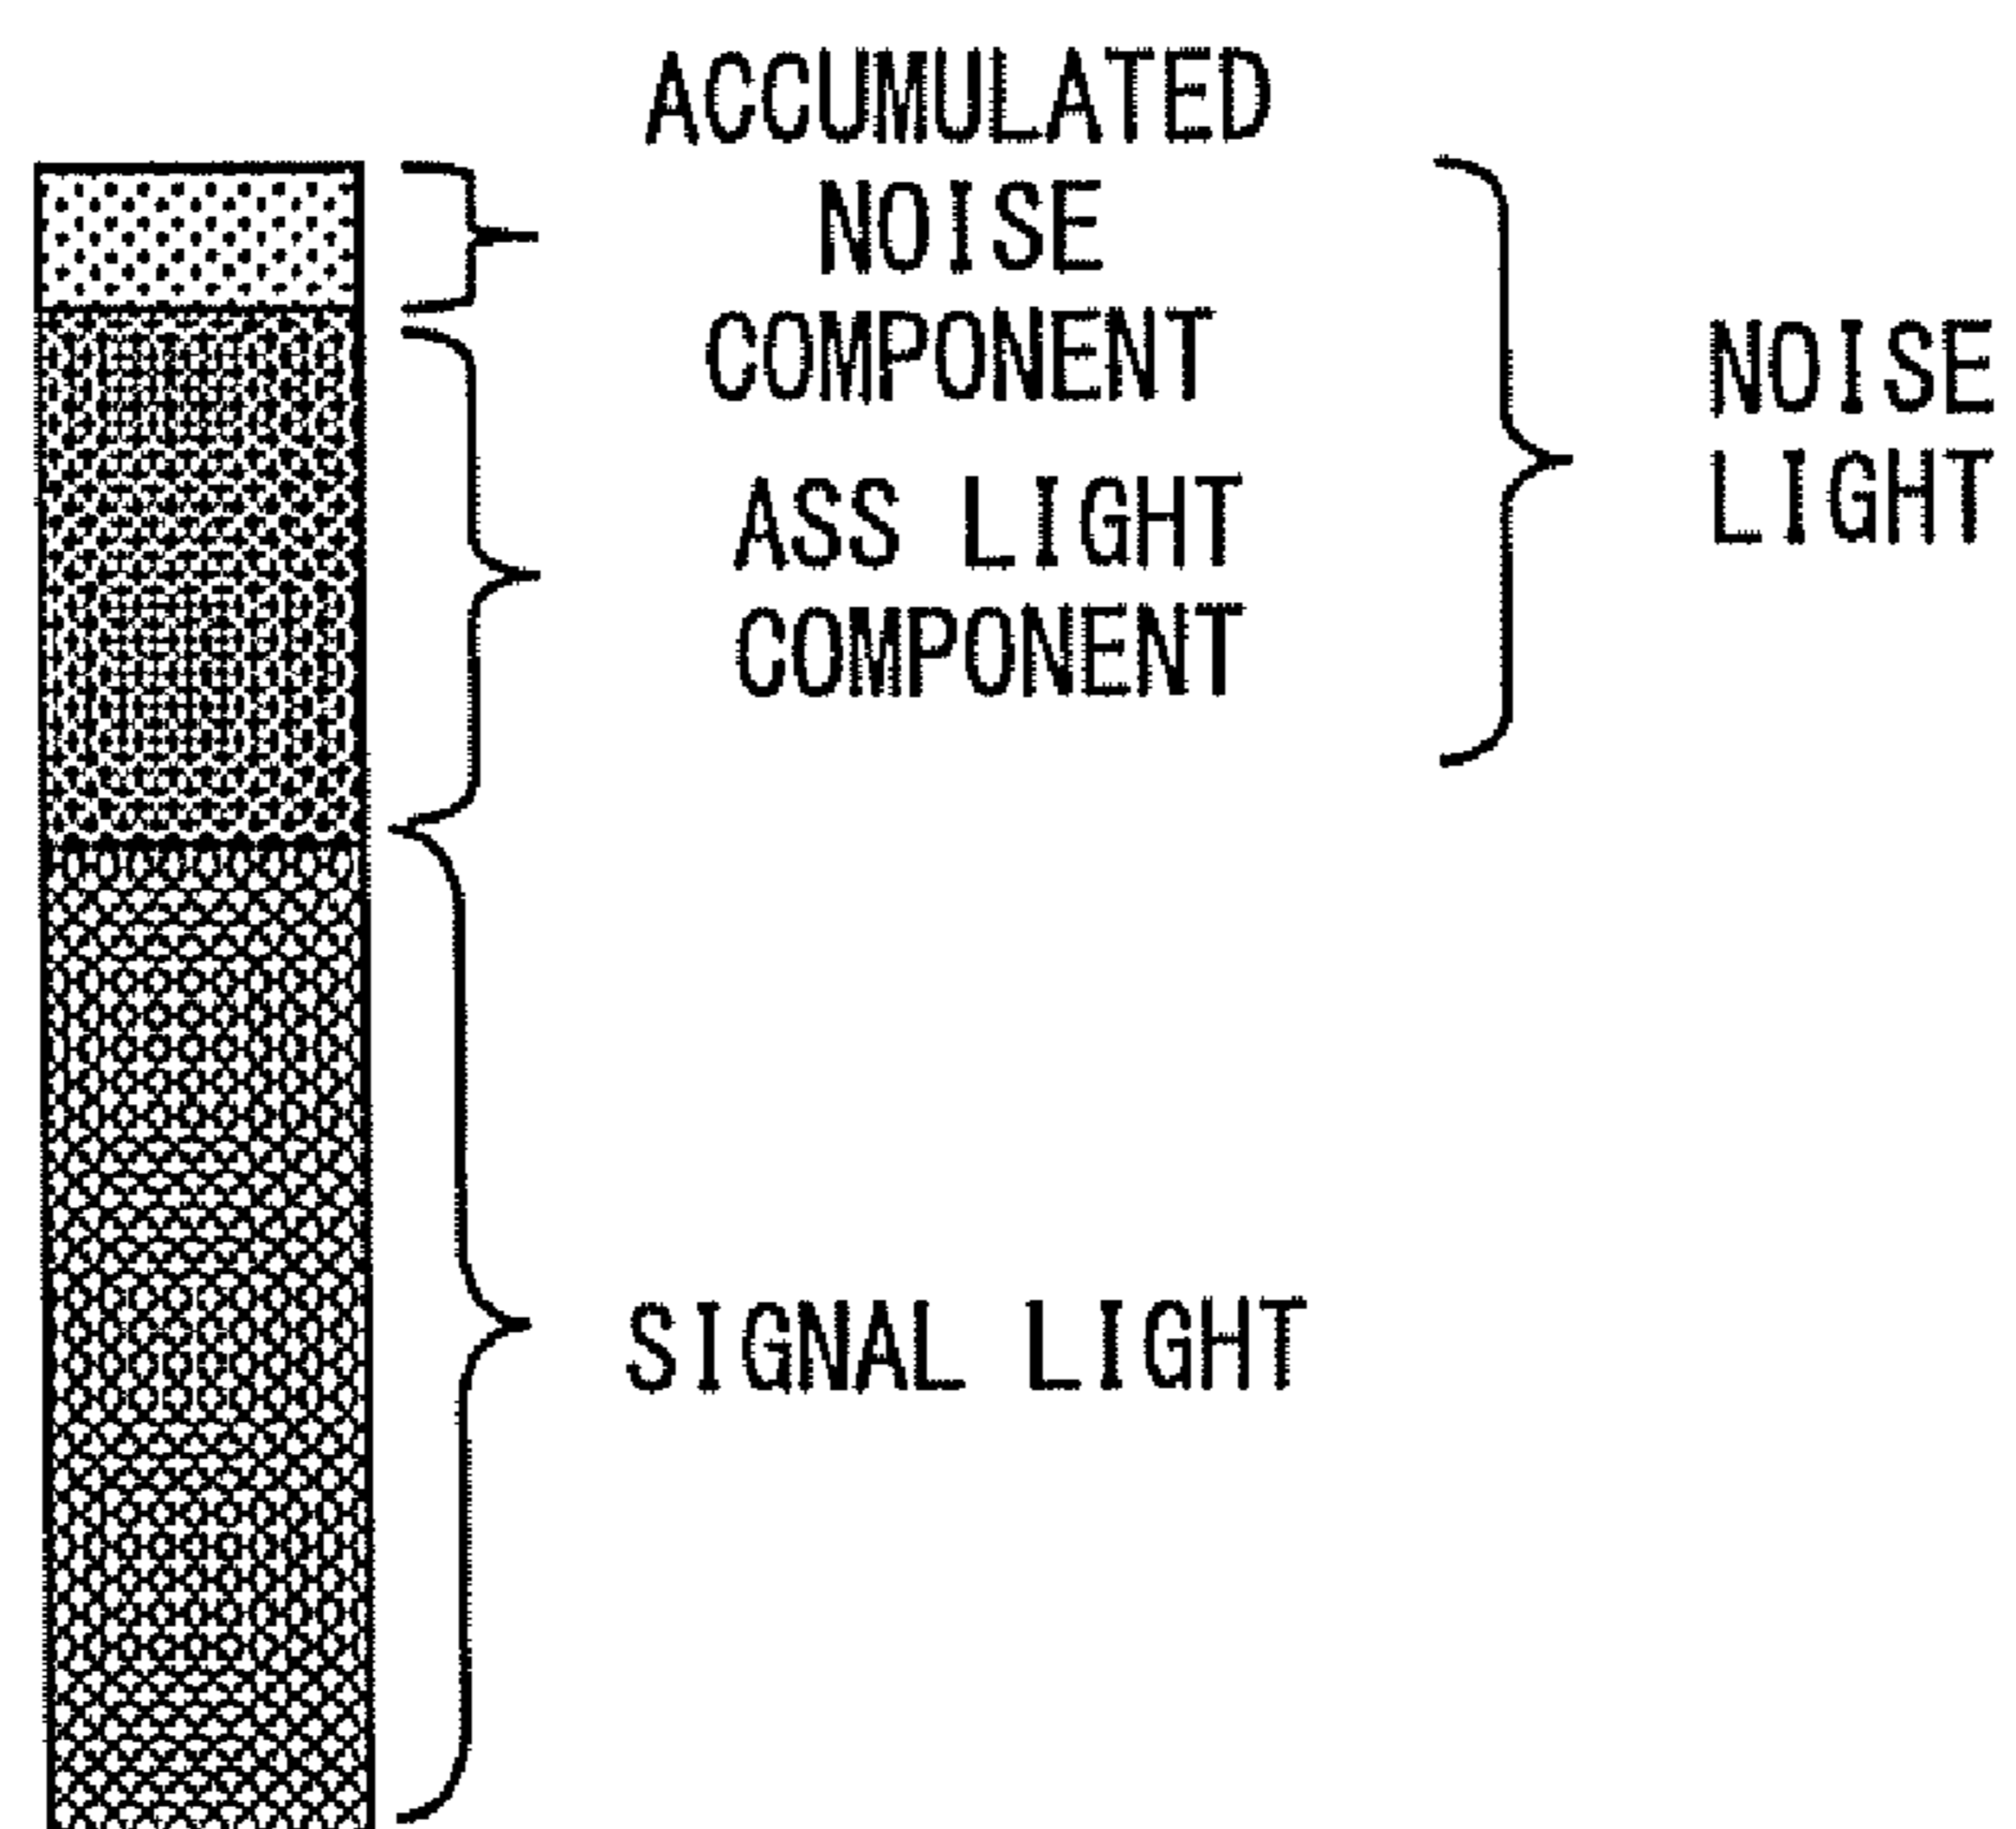 ACCUMULATED
NOISE
COMPONENT
ASS LIGHT
COMPONENT
NOISE
LIGHT
SIGNAL LIGHT